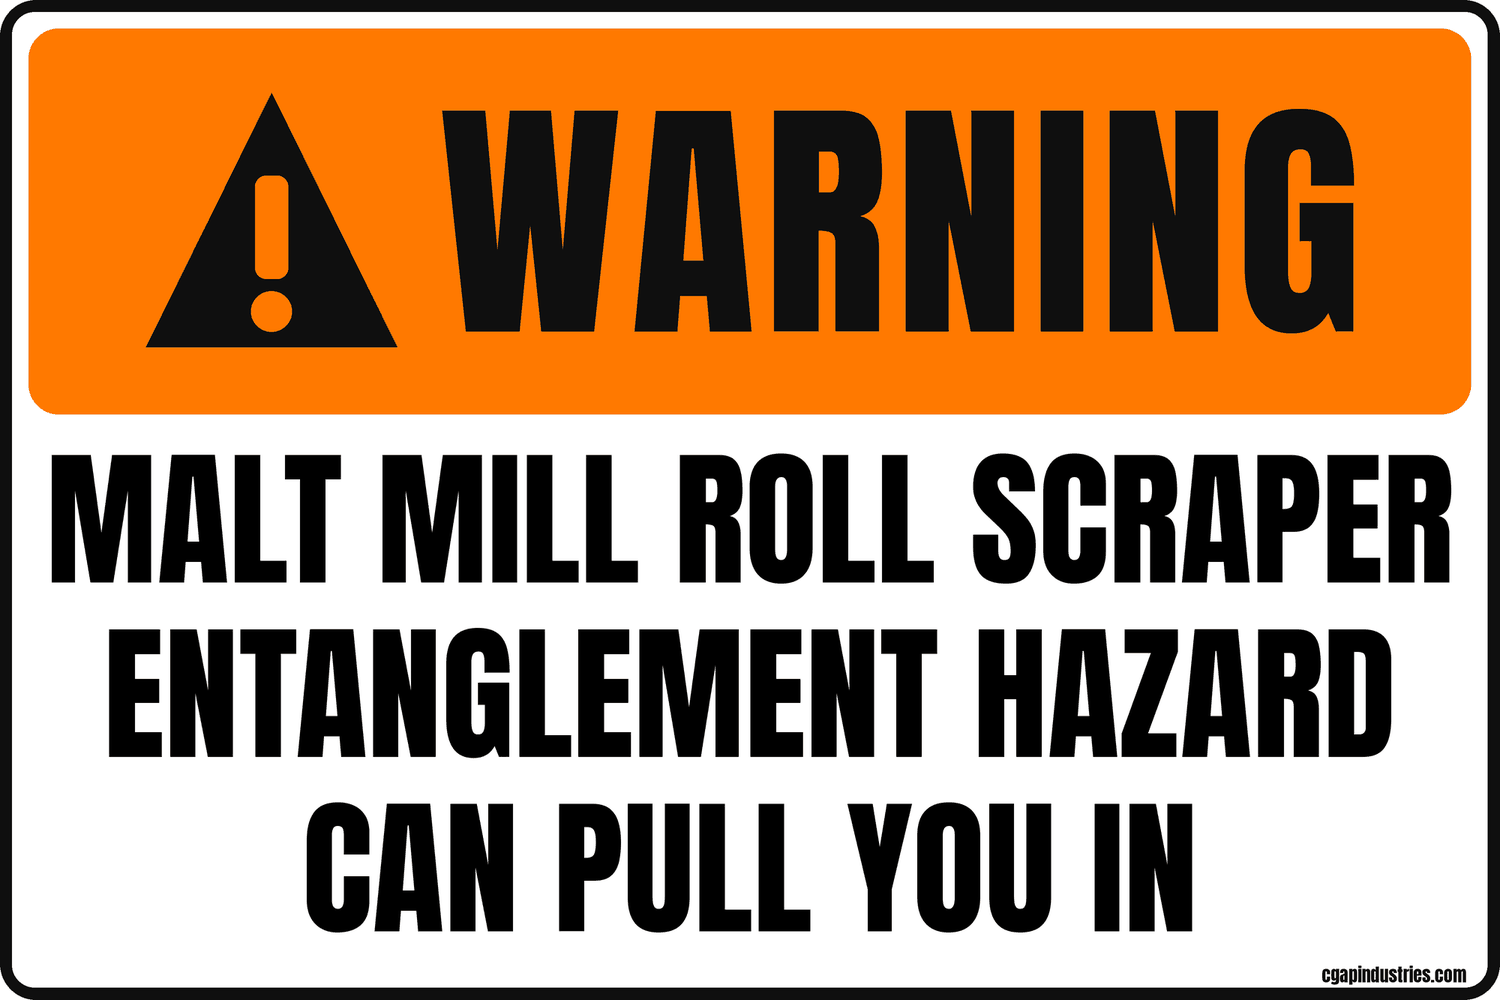 WARNING
MALT MILL ROLL SCRAPER
ENTANGLEMENT HAZARD
CAN PULL YOU IN
cgapindustries.com